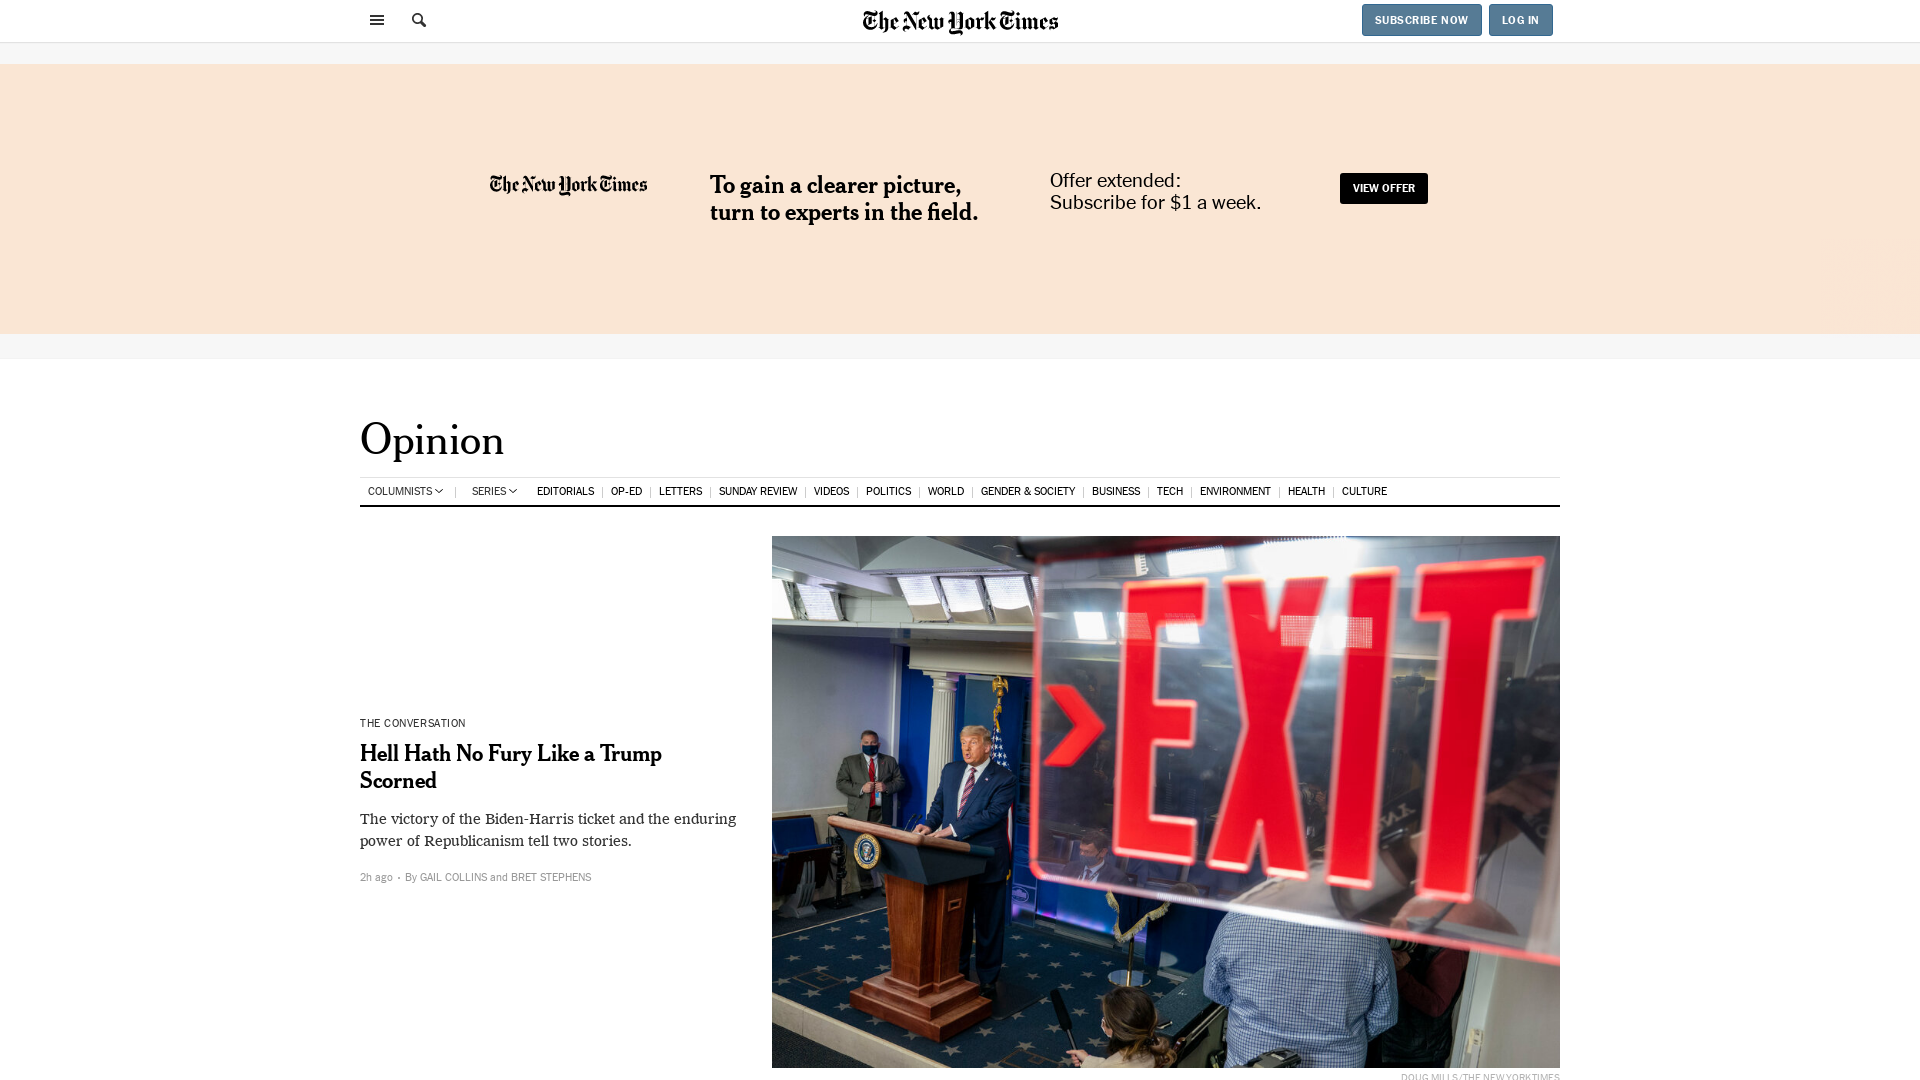 The New York Times
SUBSCRIBE NOW
LOG IN
The New York Times
To gain a clearer picture,
turn to experts in the field.
Offer extended:
Subscribe for $1 a week.
VIEW OFFER
Opinion
COLUMNISTS
SERIES
EDITORIALS
OP-ED
LETTERS
SUNDAY REVIEW
VIDEOS
POLITICS
WORLD
GENDER & SOCIETY
BUSINESS
TECH
ENVIRONMENT
HEALTH
CULTURE
THE CONVERSATION
Hell Hath No Fury Like a Trump
Scorned
The victory of the Biden-Harris ticket and the enduring
power of Republicanism tell two stories.
2h ago • By GAIL COLLINS and BRET STEPHENS
EXIT
DOUG MILLS/THE NEW YORK TIMES